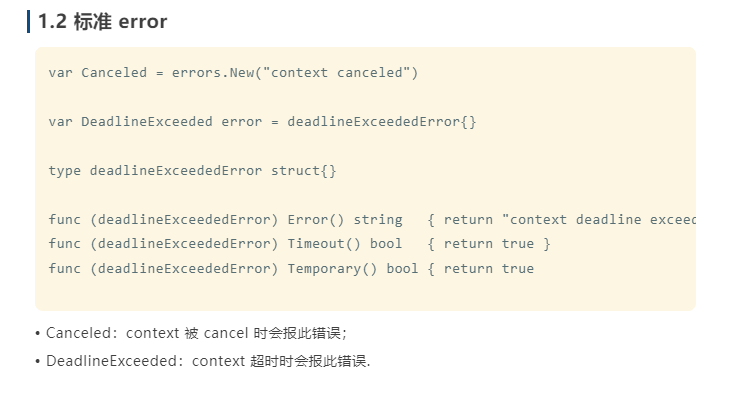 1.2 标准 error
var Canceled = errors.New("context canceled")
var DeadlineExceeded error = deadlineExceededError{}
type deadlineExceededError struct{}
func (deadlineExceededError) Error() string   { return "context deadline exceed
func (deadlineExceededError) Timeout() bool   { return true }
func (deadlineExceededError) Temporary() bool { return true
• Canceled：context 被 cancel 时会报此错误；
• DeadlineExceeded：context 超时时会报此错误.